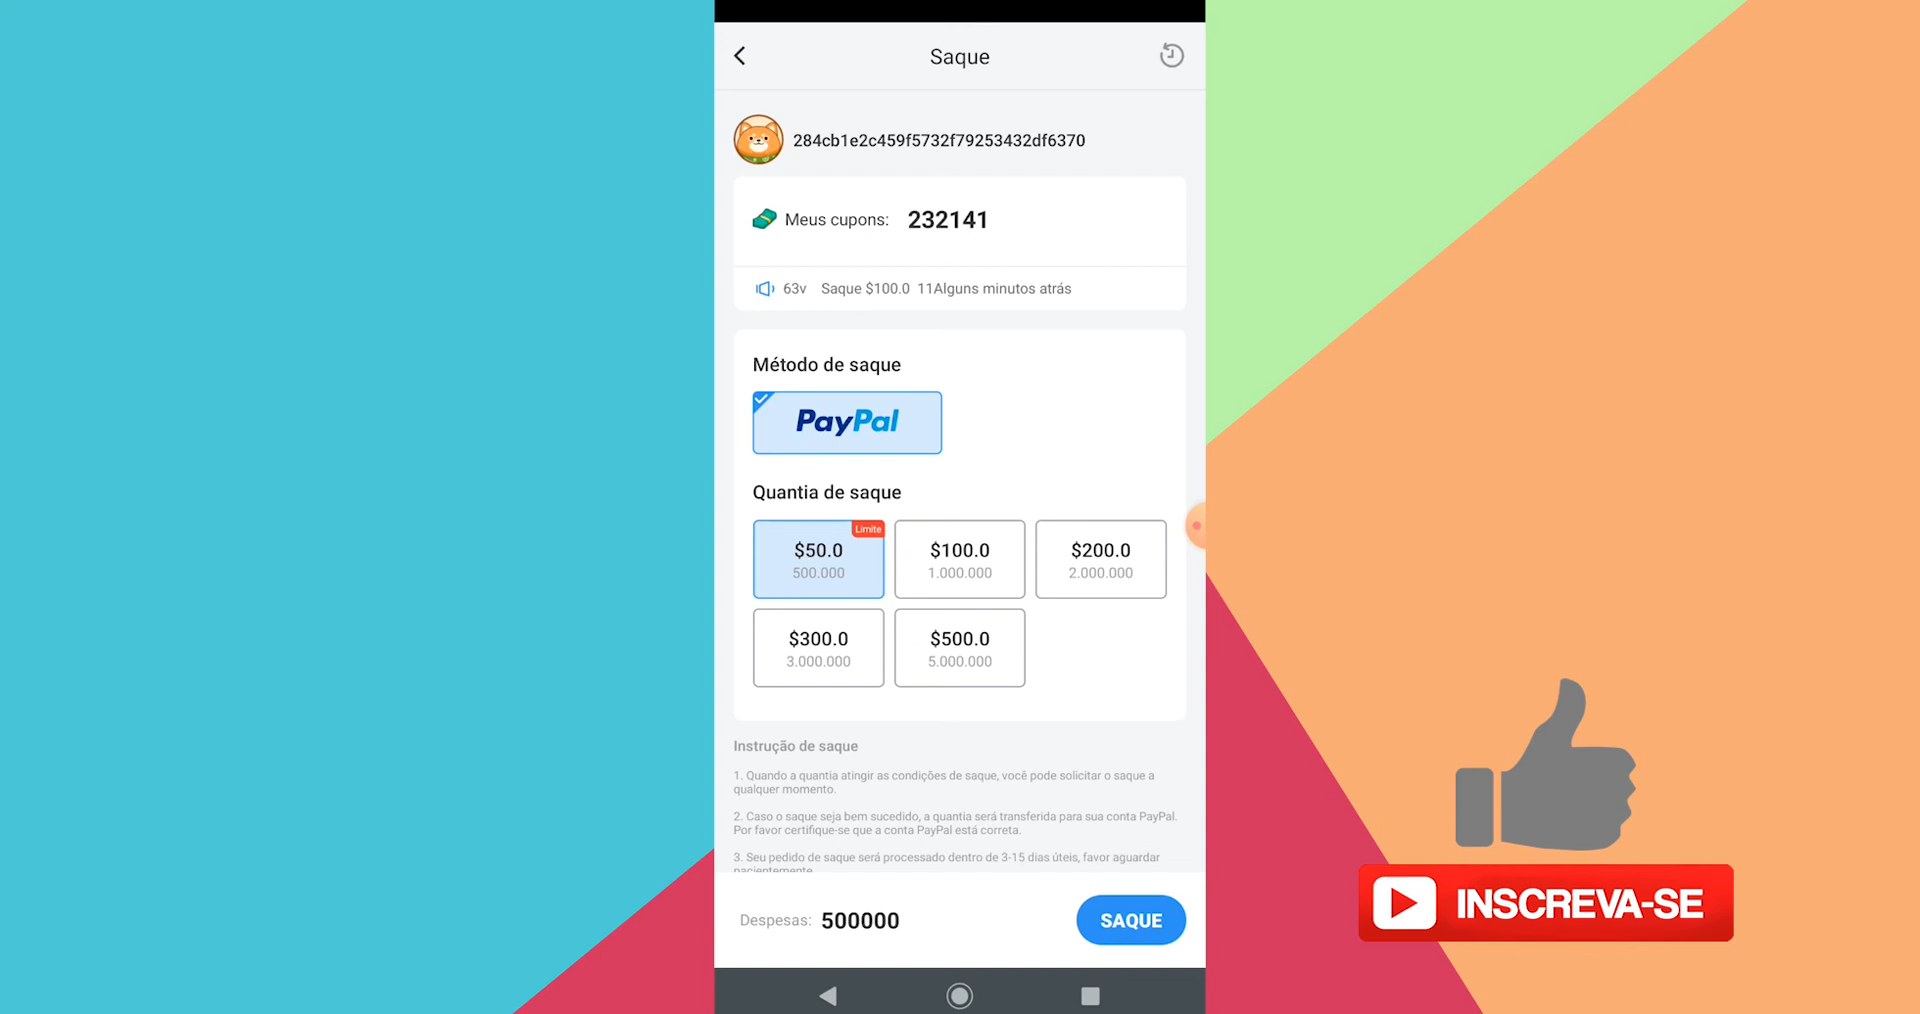 Saque
284cb1e2c459f5732f79253432df6370
Meus cupons: 232141
63v Saque $100.0 11Alguns minutos atrás
Método de saque
PayPal
Quantia de saque
Limite
$50.0 $100.0 $200.0
500.000 1.000.000 2.000.000
$300.0 $500.0
3.000.000 5.000.000
Instrução de saque
1. Quando a quantia atingir as condições de saque, você pode solicitar o saque a
qualquer momento.
2. Caso o saque seja bem sucedido, a quantia será transferida para sua conta PayPal.
Por favor certifique-se que a conta PayPal está correta.
3. Seu pedido de saque será processado dentro de 3-15 dias úteis, favor aguardar
pacientemente
Despesas: 500000
SAQUE
INSCREVA-SE